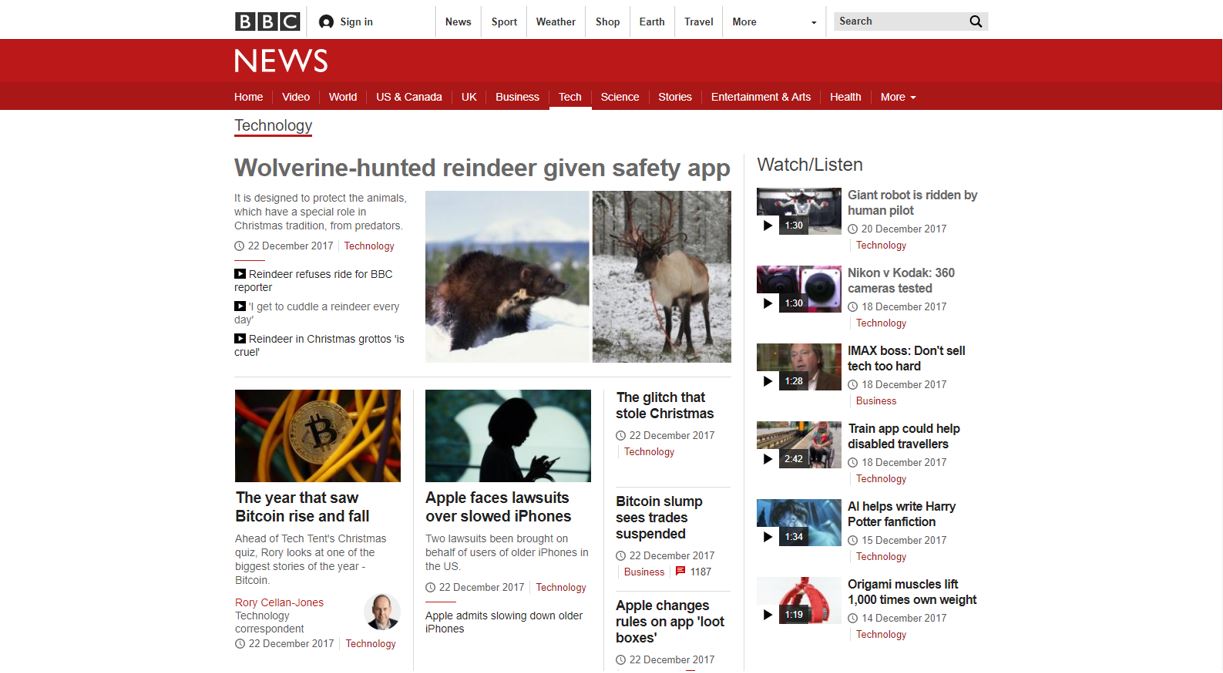 BBC
Sign in
News
Sport
Weather
Shop
Earth
Travel
More
Search
NEWS
Home
Video
World
US & Canada
UK
Business
Tech
Science
Stories
Entertainment & Arts
Health
More
Technology
Wolverine-hunted reindeer given safety app
It is designed to protect the animals,
which have a special role in
Christmas tradition, from predators.
22 December 2017 Technology
Reindeer refuses ride for BBC
reporter
'I get to cuddle a reindeer every
day'
Reindeer in Christmas grottos 'is
cruel'
The year that saw
Bitcoin rise and fall
Ahead of Tech Tent's Christmas
quiz, Rory looks at one of the
biggest stories of the year -
Bitcoin.
Rory Cellan-Jones
Technology
correspondent
22 December 2017 Technology
Apple faces lawsuits
over slowed iPhones
Two lawsuits been brought on
behalf of users of older iPhones in
the US.
22 December 2017 Technology
Apple admits slowing down older
iPhones
The glitch that
stole Christmas
22 December 2017
Technology
Bitcoin slump
sees trades
suspended
22 December 2017
Business 1187
Apple changes
rules on app 'loot
boxes'
22 December 2017
Watch/Listen
1:30
Giant robot is ridden by
human pilot
20 December 2017
Technology
1:30
Nikon v Kodak: 360
cameras tested
18 December 2017
Technology
1:28
IMAX boss: Don't sell
tech too hard
18 December 2017
Business
2:42
Train app could help
disabled travellers
18 December 2017
Technology
1:34
AI helps write Harry
Potter fanfiction
15 December 2017
Technology
1:19
Origami muscles lift
1,000 times own weight
14 December 2017
Technology